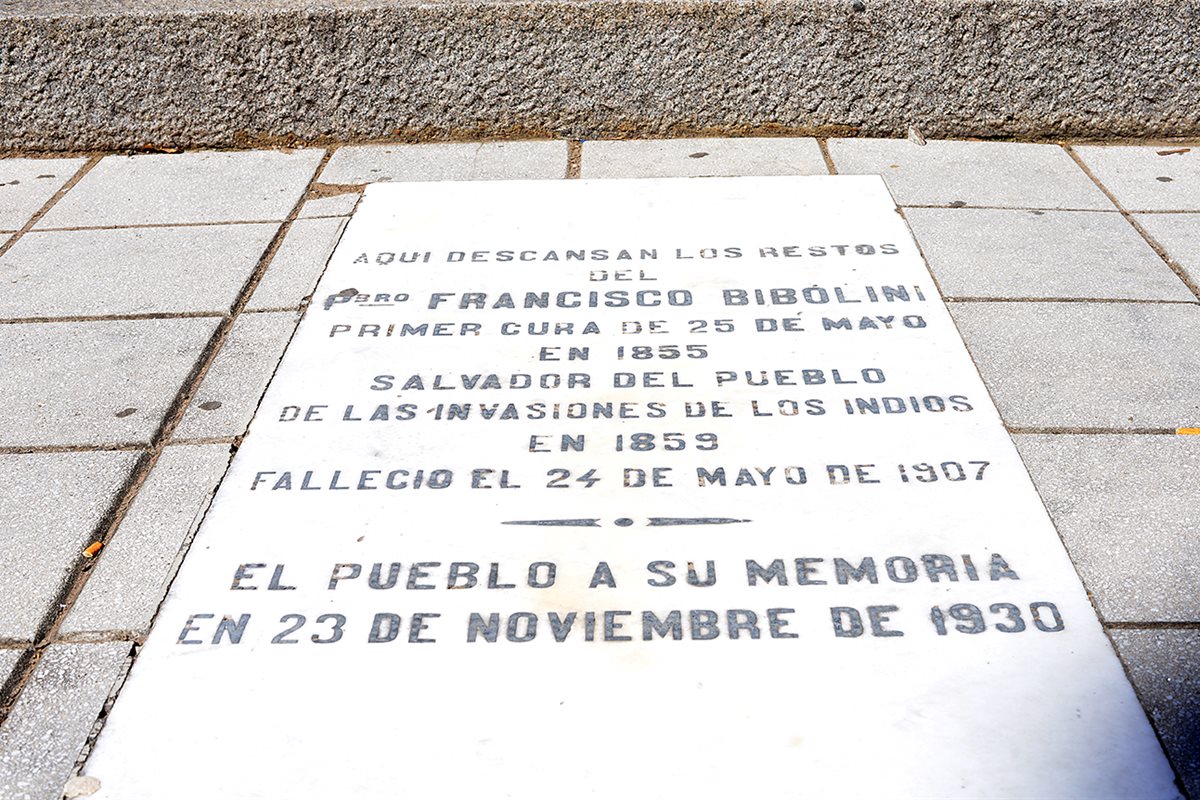 AQUI DESCANSAN LOS RESTOS
DEL
PBRO FRANCISCO BIBOLINI
PRIMER CURA DE 25 DE MAYO
EN 1855
SALVADOR DEL PUEBLO
DE LAS INVASIONES DE LOS INDIOS
EN 1859
FALLECIO EL 24 DE MAYO DE 1907
EL PUEBLO A SU MEMORIA
EN 23 DE NOVIEMBRE DE 1930